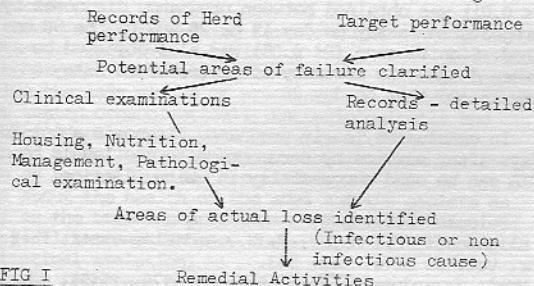 Records of Herd performance
Target performance
Potential areas of failure clarified
Clinical examinations
Records - detailed analysis
Housing, Nutrition,
Management, Pathologi-
cal examination.
Areas of actual loss identified
(Infectious or non
infectious cause)
FIG I
Remedial Activities